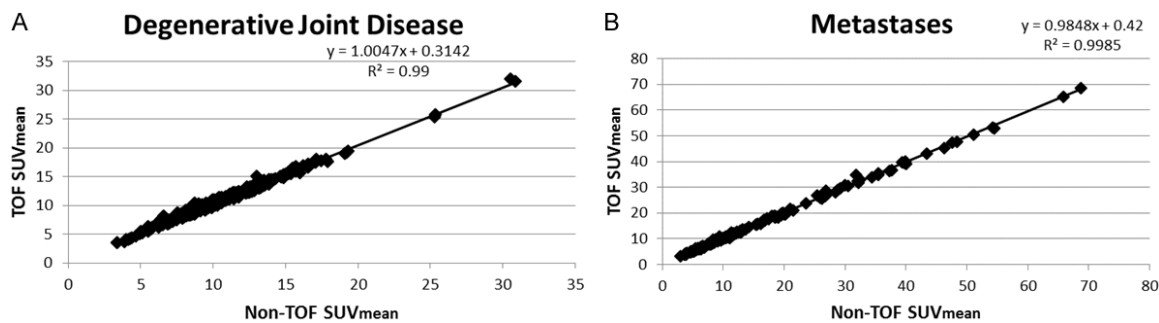 A
Degenerative Joint Disease
y = 1.0047x + 0.3142
R² = 0.99
TOF SUVmean
35
30
25
20
15
10
5
0
0 5 10 15 20 25 30 35
Non-TOF SUVmean
B
Metastases
y = 0.9848x + 0.42
R² = 0.9985
TOF SUVmean
80
70
60
50
40
30
20
10
0
0 10 20 30 40 50 60 70 80
Non-TOF SUVmean